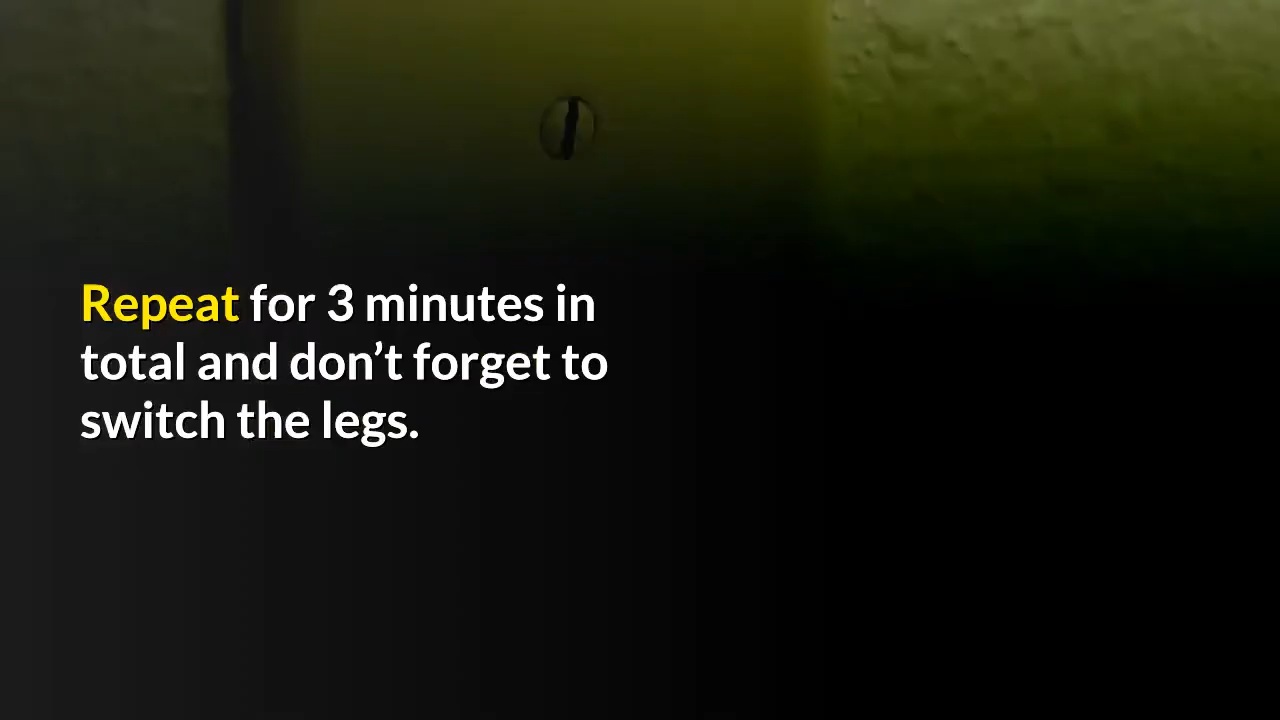 Repeat for 3 minutes in
total and don’t forget to
switch the legs.